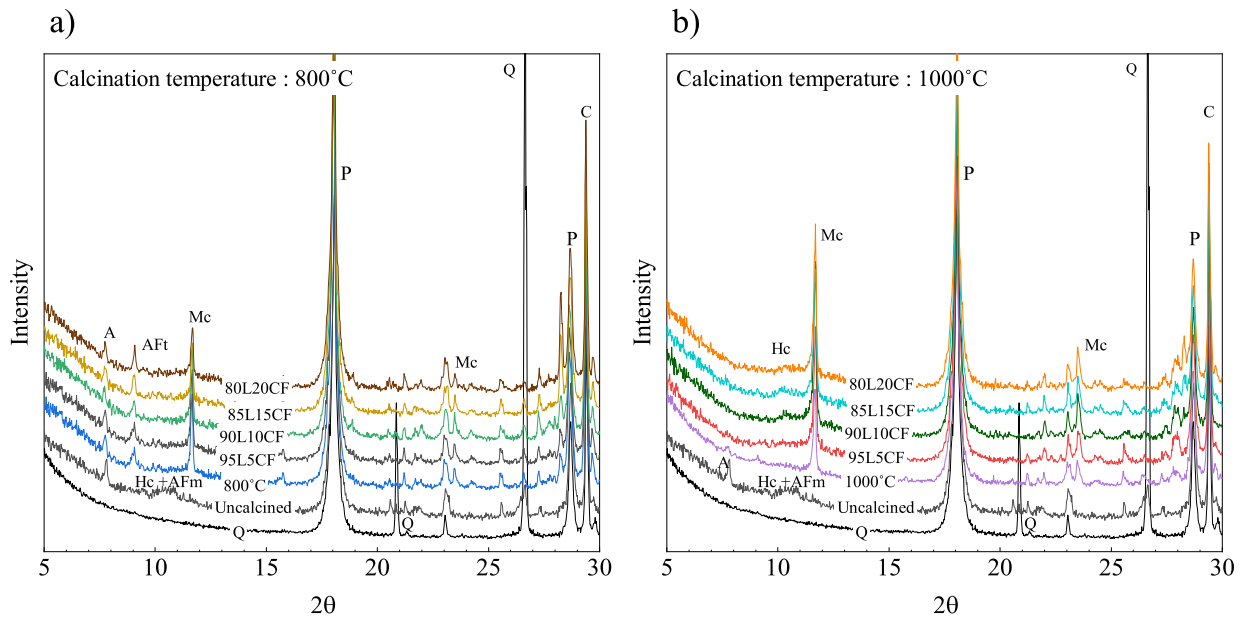 a)
Calcination temperature : 800˚C
Q
C
P
P
A
AFt
Mc
Mc
80L20CF
85L15CF
90L10CF
95L5CF
Hc +AFm
800˚C
Uncalcined
Q
Q
Intensity
5
10
15
20
25
30
2θ
b)
Calcination temperature : 1000˚C
Q
C
P
Mc
P
Hc
Mc
80L20CF
85L15CF
90L10CF
95L5CF
A
Hc +AFm
1000˚C
Uncalcined
Q
Q
Intensity
5
10
15
20
25
30
2θ